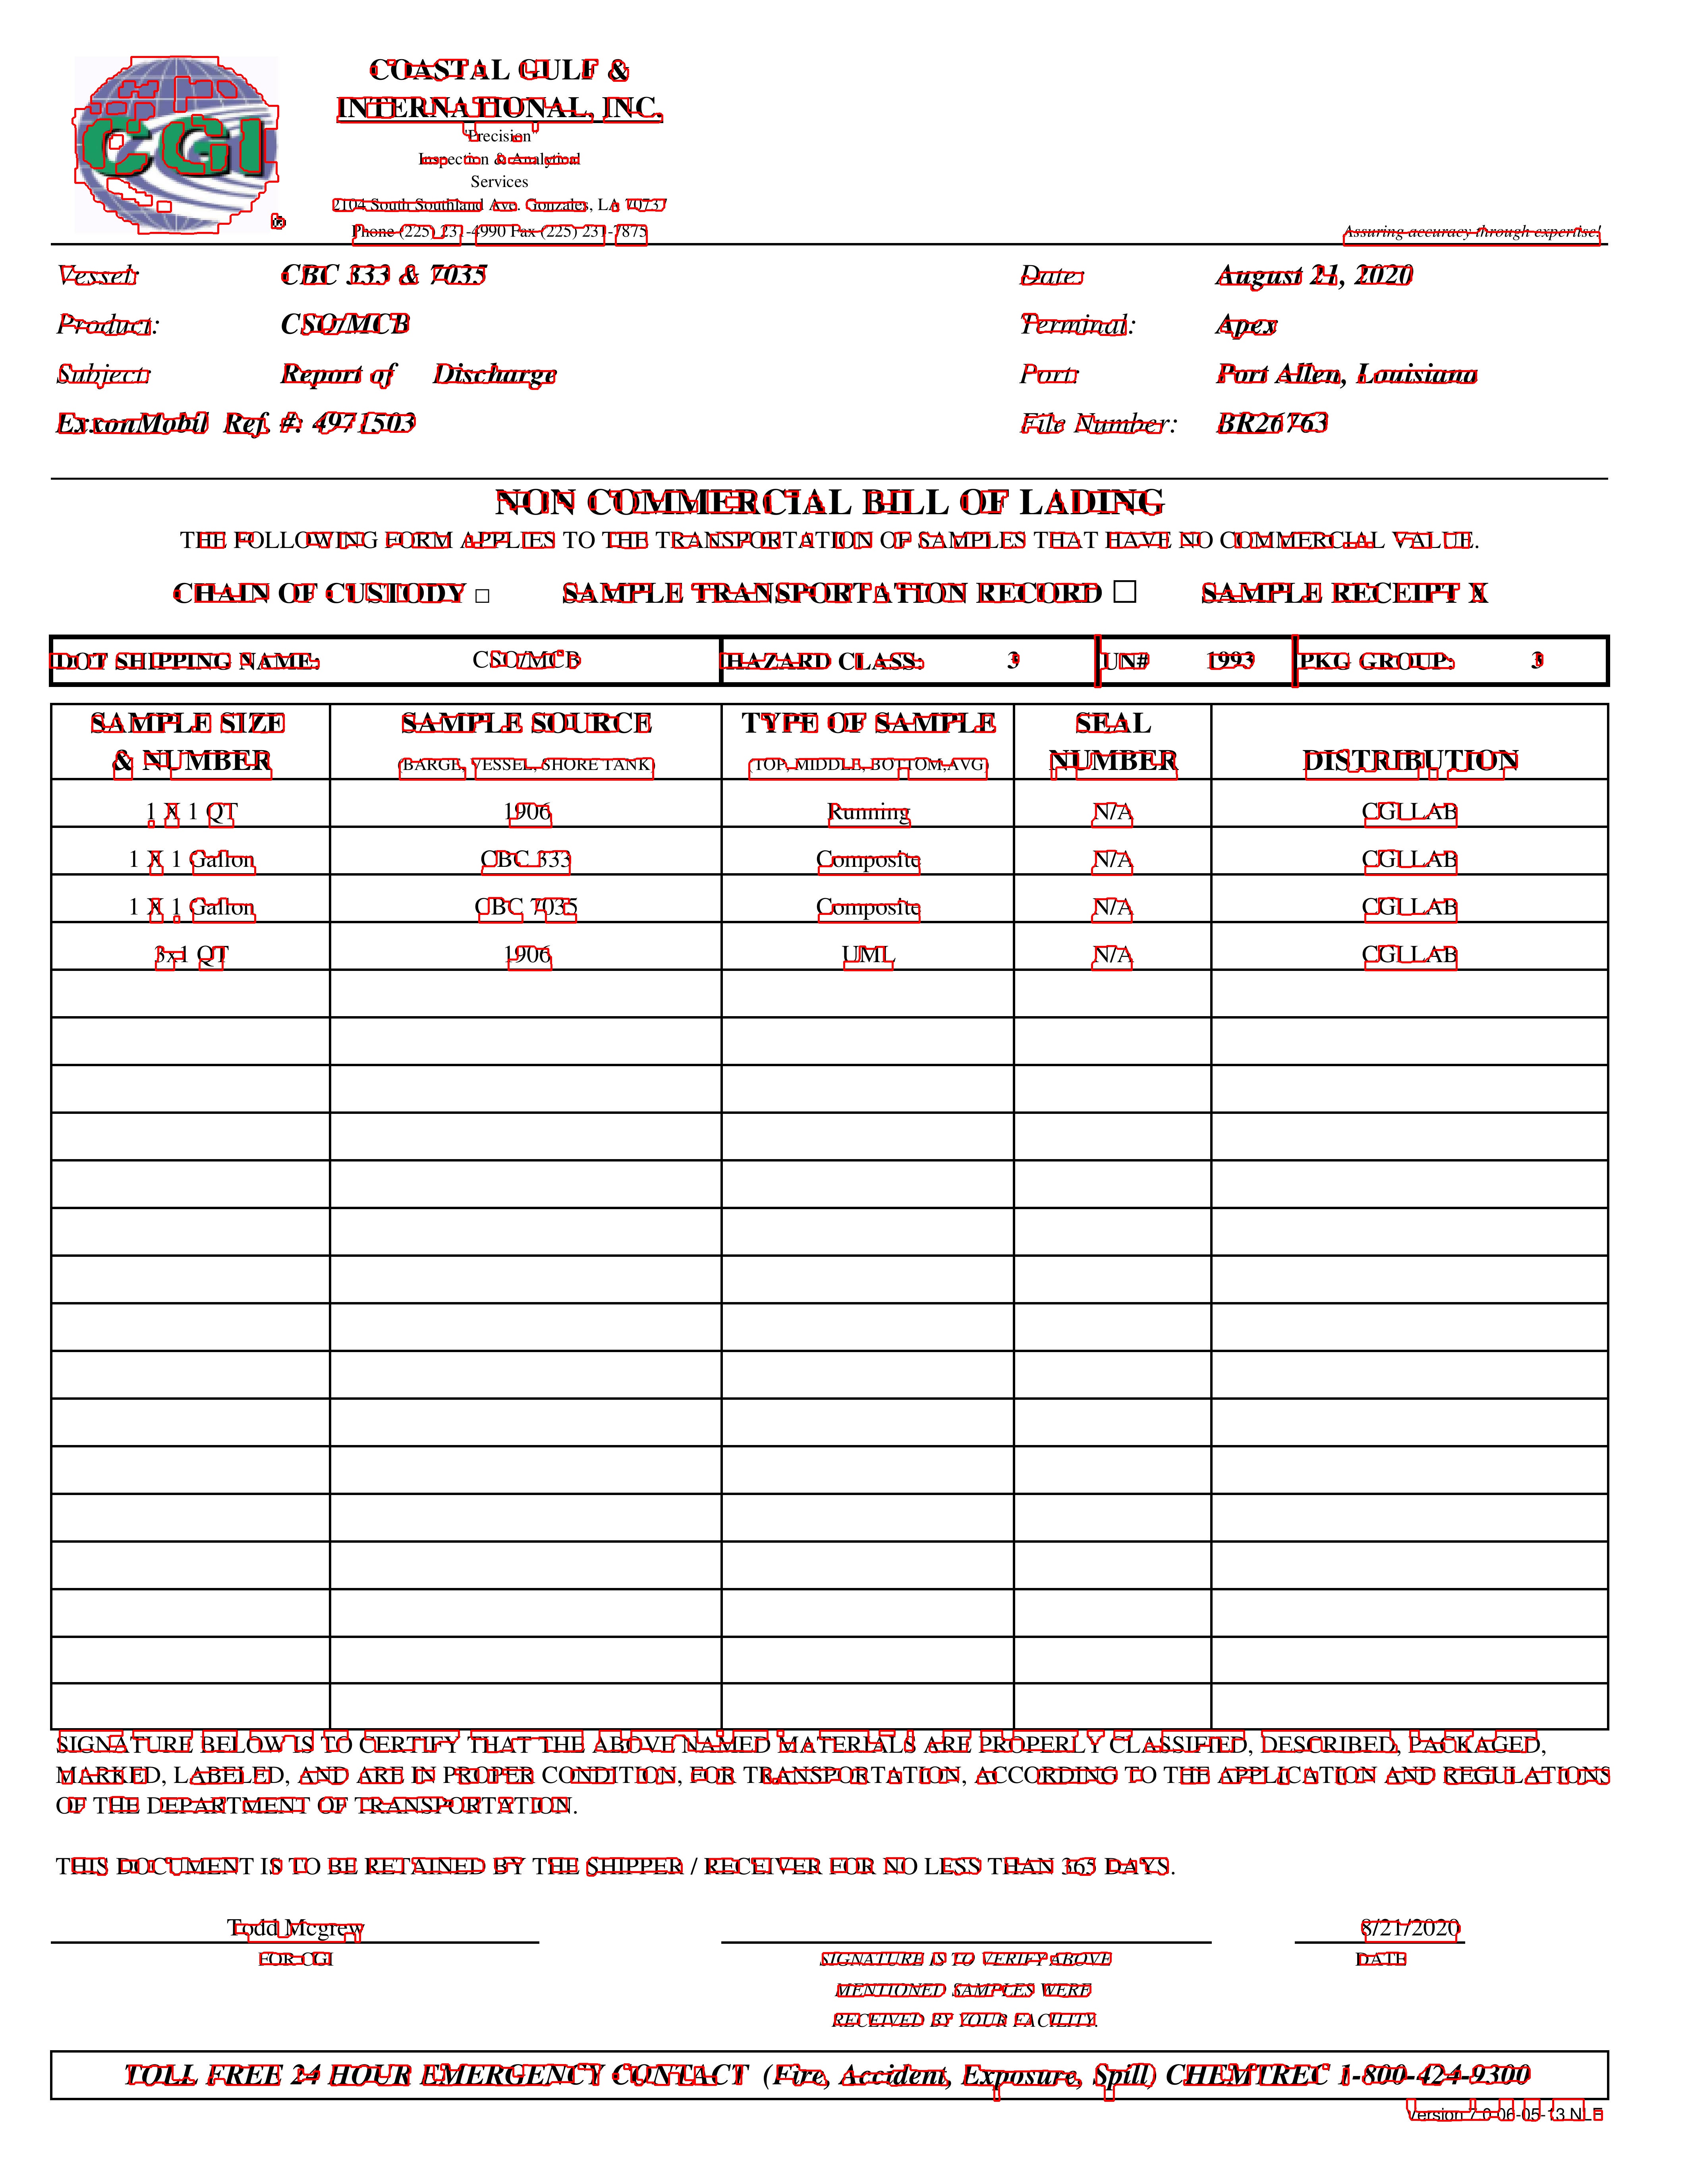 CGI
®
COASTAL GULF &
INTERNATIONAL, INC.
"Precision"
Inspection & Analytical
Services
2104 South Southland Ave. Gonzales, LA 70737
Phone (225) 231-4990 Fax (225) 231-7875
Assuring accuracy through expertise!
Vessel: CBC 333 & 7035 Date: August 21, 2020
Product: CSO/MCB Terminal: Apex
Subject: Report of Discharge Port: Port Allen, Louisiana
ExxonMobil Ref. #: 4971503 File Number: BR26763
NON COMMERCIAL BILL OF LADING
THE FOLLOWING FORM APPLIES TO THE TRANSPORTATION OF SAMPLES THAT HAVE NO COMMERCIAL VALUE.
CHAIN OF CUSTODY □ SAMPLE TRANSPORTATION RECORD □ SAMPLE RECEIPT X
DOT SHIPPING NAME: CSO/MCB HAZARD CLASS: 3 UN# 1993 PKG GROUP: 3
SAMPLE SIZE SAMPLE SOURCE TYPE OF SAMPLE SEAL
& NUMBER (BARGE, VESSEL, SHORE TANK) (TOP, MIDDLE, BOTTOM,AVG) NUMBER DISTRIBUTION
1 X 1 QT 1906 Running N/A CGI LAB
1 X 1 Gallon CBC 333 Composite N/A CGI LAB
1 X 1 Gallon CBC 7035 Composite N/A CGI LAB
3x1 QT 1906 UML N/A CGI LAB
SIGNATURE BELOW IS TO CERTIFY THAT THE ABOVE NAMED MATERIALS ARE PROPERLY CLASSIFIED, DESCRIBED, PACKAGED,
MARKED, LABELED, AND ARE IN PROPER CONDITION, FOR TRANSPORTATION, ACCORDING TO THE APPLICATION AND REGULATIONS
OF THE DEPARTMENT OF TRANSPORTATION.
THIS DOCUMENT IS TO BE RETAINED BY THE SHIPPER / RECEIVER FOR NO LESS THAN 365 DAYS.
Todd Mcgrew 8/21/2020
FOR CGI SIGNATURE IS TO VERIFY ABOVE DATE
MENTIONED SAMPLES WERE
RECEIVED BY YOUR FACILITY.
TOLL FREE 24 HOUR EMERGENCY CONTACT (Fire, Accident, Exposure, Spill) CHEMTREC 1-800-424-9300
Version 7.0-06-05-13 NLF